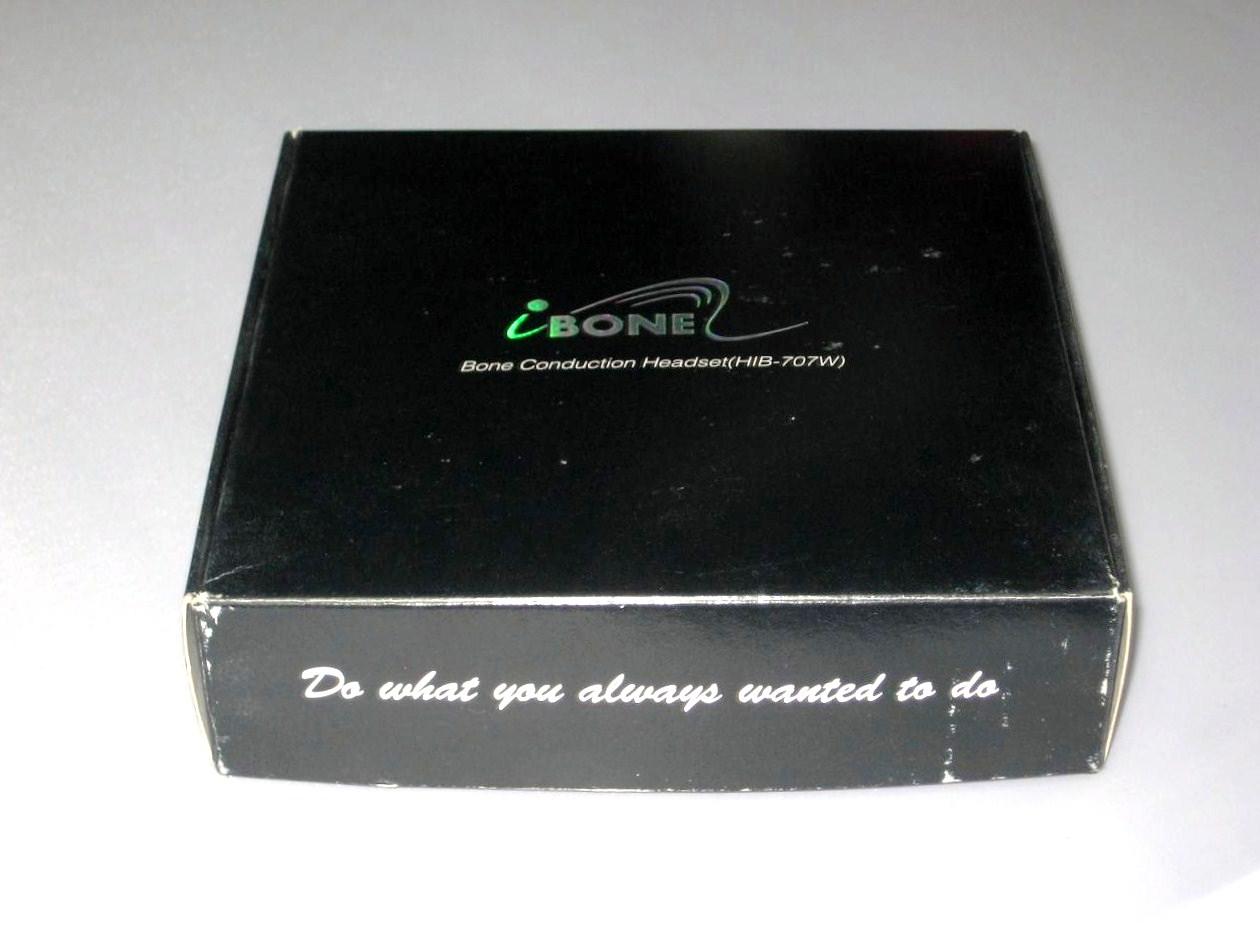 iBONE
Bone Conduction Headset(HIB-707W)
Do what you always wanted to do